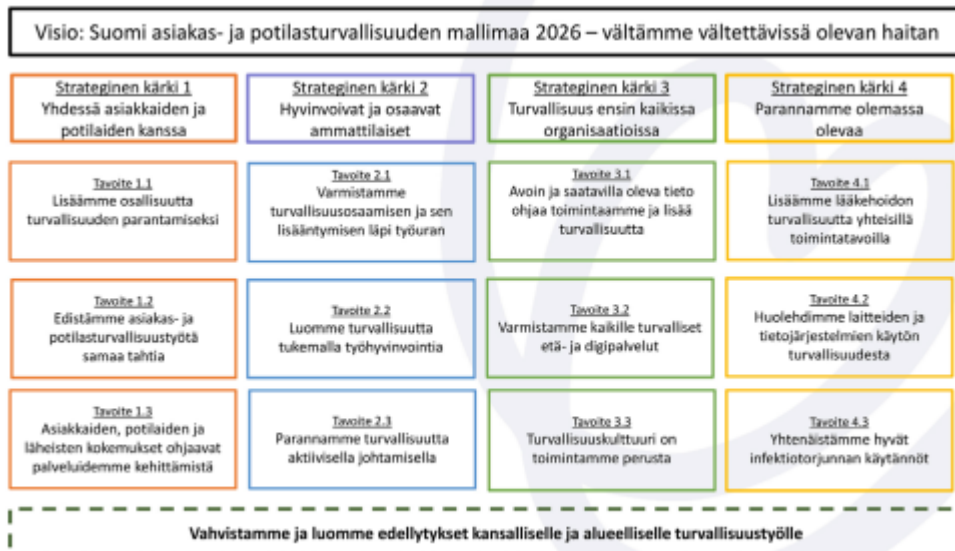 Visio: Suomi asiakas- ja potilasturvallisuuden mallimaa 2026 – vältämme vältettävissä olevan haitan
Strateginen kärki 1
Yhdessä asiakkaiden ja
potilaiden kanssa
Tavoite 1.1
Lisäämme osallisuutta
turvallisuuden parantamiseksi
Tavoite 1.2
Edistämme asiakas- ja
potilasturvallisuustyötä
samaa tahtia
Tavoite 1.3
Asiakkaiden, potilaiden ja
läheisten kokemukset ohjaavat
palveluidemme kehittämistä
Strateginen kärki 2
Hyvinvoivat ja osaavat
ammattilaiset
Tavoite 2.1
Varmistamme
turvallisuusosaamisen ja sen
lisääntymisen läpi työuran
Tavoite 2.2
Luomme turvallisuutta
tukemalla työhyvinvointia
Tavoite 2.3
Parannamme turvallisuutta
aktiivisella johtamisella
Strateginen kärki 3
Turvallisuus ensin kaikissa
organisaatioissa
Tavoite 3.1
Avoin ja saatavilla oleva tieto
ohjaa toimintaamme ja lisää
turvallisuutta
Tavoite 3.2
Varmistamme kaikille turvalliset
etä- ja digipalvelut
Tavoite 3.3
Turvallisuuskulttuuri on
toimintamme perusta
Strateginen kärki 4
Parannamme olemassa
olevaa
Tavoite 4.1
Lisäämme lääkehoidon
turvallisuutta yhteisillä
toimintatavoilla
Tavoite 4.2
Huolehdimme laitteiden ja
tietojärjestelmien käytön
turvallisuudesta
Tavoite 4.3
Yhtenäistämme hyvät
infektiotorjunnan käytännöt
Vahvistamme ja luomme edellytykset kansalliselle ja alueelliselle turvallisuustyölle